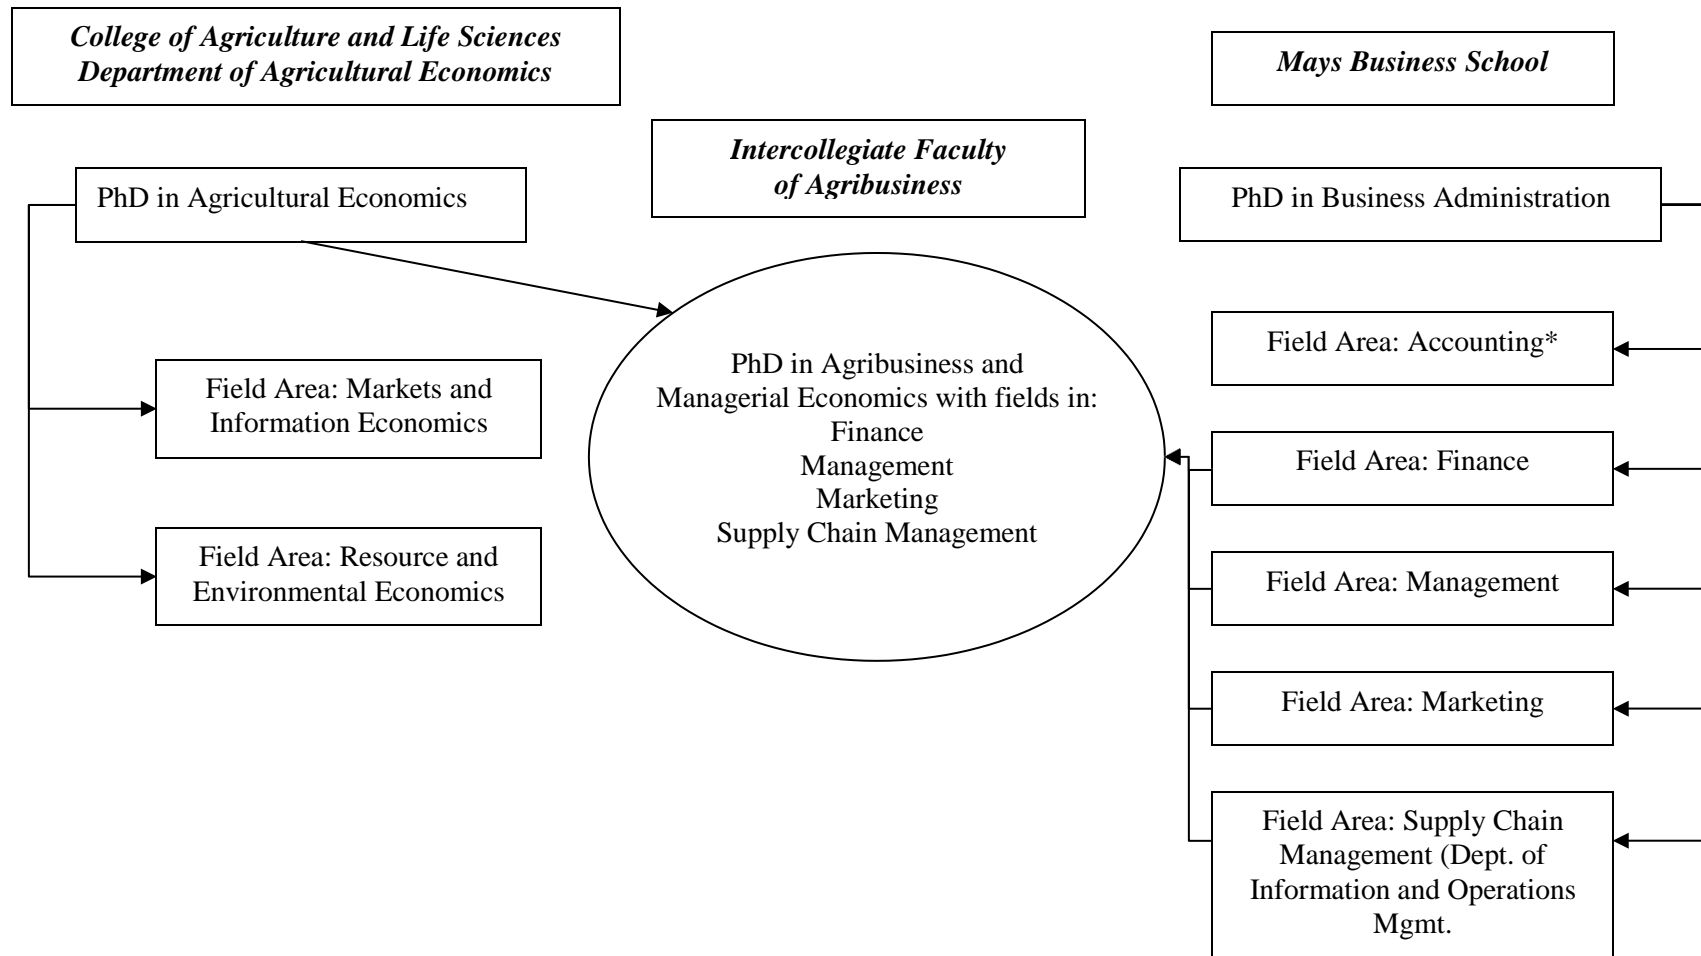 College of Agriculture and Life Sciences
Department of Agricultural Economics
Mays Business School
Intercollegiate Faculty
of Agribusiness
PhD in Agricultural Economics
PhD in Business Administration
Field Area: Markets and
Information Economics
Field Area: Resource and
Environmental Economics
PhD in Agribusiness and
Managerial Economics with fields in:
Finance
Management
Marketing
Supply Chain Management
Field Area: Accounting*
Field Area: Finance
Field Area: Management
Field Area: Marketing
Field Area: Supply Chain
Management (Dept. of
Information and Operations
Mgmt.